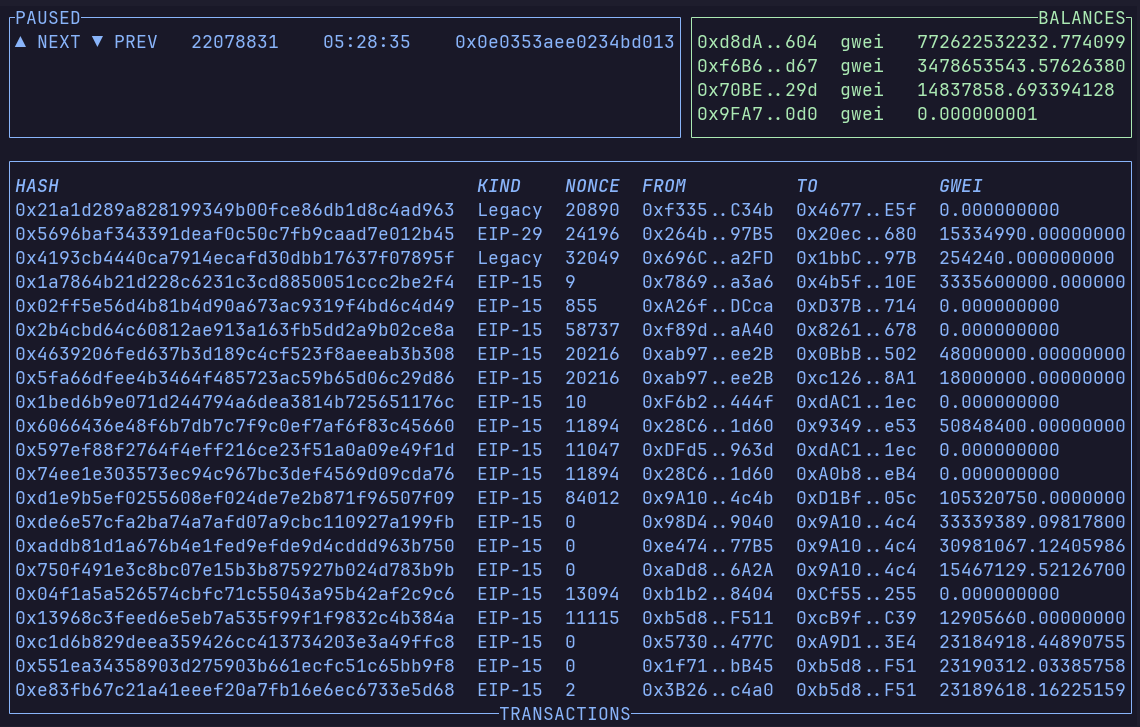 PAUSED
▲ NEXT ▼ PREV 22078831 05:28:35 0x0e0353aee0234bd013
BALANCES
0xd8dA..604 gwei 772622532232.774099
0xf6B6..d67 gwei 3478653543.57626380
0x70BE..29d gwei 14837858.693394128
0x9FA7..0d0 gwei 0.000000001
HASH KIND NONCE FROM TO GWEI
0x21a1d289a828199349b00fce86db1d8c4ad963 Legacy 20890 0xf335..C34b 0x4677..E5f 0.000000000
0x5696baf343391deaf0c50c7fb9caad7e012b45 EIP-29 24196 0x264b..97B5 0x20ec..680 15334990.00000000
0x4193cb4440ca7914ecafd30dbb17637f07895f Legacy 32049 0x696C..a2FD 0x1bbC..97B 254240.000000000
0x1a7864b21d228c6231c3cd8850051ccc2be2f4 EIP-15 9 0x7869..a3a6 0x4b5f..10E 3335600000.000000
0x02ff5e56d4b81b4d90a673ac9319f4bd6c4d49 EIP-15 855 0xA26f..DCca 0xD37B..714 0.000000000
0x2b4cbd64c60812ae913a163fb5dd2a9b02ce8a EIP-15 58737 0xf89d..aA40 0x8261..678 0.000000000
0x4639206fed637b3d189c4cf523f8aeeab3b308 EIP-15 20216 0xab97..ee2B 0x0BbB..502 48000000.00000000
0x5fa66dfee4b3464f485723ac59b65d06c29d86 EIP-15 20216 0xab97..ee2B 0xc126..8A1 18000000.00000000
0x1bed6b9e071d244794a6dea3814b725651176c EIP-15 10 0xF6b2..444f 0xdAC1..1ec 0.000000000
0x6066436e48f6b7db7c7f9c0ef7af6f83c45660 EIP-15 11894 0x28C6..1d60 0x9349..e53 50848400.00000000
0x597ef88f2764f4eff216ce23f51a0a09e49f1d EIP-15 11047 0xDFd5..963d 0xdAC1..1ec 0.000000000
0x74ee1e303573ec94c967bc3def4569d09cda76 EIP-15 11894 0x28C6..1d60 0xA0b8..eB4 0.000000000
0xd1e9b5ef0255608ef024de7e2b871f96507f09 EIP-15 84012 0x9A10..4c4b 0xD1Bf..05c 105320750.0000000
0xde6e57cfa2ba74a7afd07a9cbc110927a199fb EIP-15 0 0x98D4..9040 0x9A10..4c4 33339389.09817800
0xaddb81d1a676b4e1fed9efde9d4cddd963b750 EIP-15 0 0xe474..77B5 0x9A10..4c4 30981067.12405986
0x750f491e3c8bc07e15b3b875927b024d783b9b EIP-15 0 0xaDd8..6A2A 0x9A10..4c4 15467129.52126700
0x04f1a5a526574cbfc71c55043a95b42af2c9c6 EIP-15 13094 0xb1b2..8404 0xCf55..255 0.000000000
0x13968c3feed6e5eb7a535f99f1f9832c4b384a EIP-15 11115 0xb5d8..F511 0xcB9f..C39 12905660.00000000
0xc1d6b829deea359426cc413734203e3a49ffc8 EIP-15 0 0x5730..477C 0xA9D1..3E4 23184918.44890755
0x551ea34358903d275903b661ecfc51c65bb9f8 EIP-15 0 0x1f71..bB45 0xb5d8..F51 23190312.03385758
0xe83fb67c21a41eeef20a7fb16e6ec6733e5d68 EIP-15 2 0x3B26..c4a0 0xb5d8..F51 23189618.16225159
TRANSACTIONS